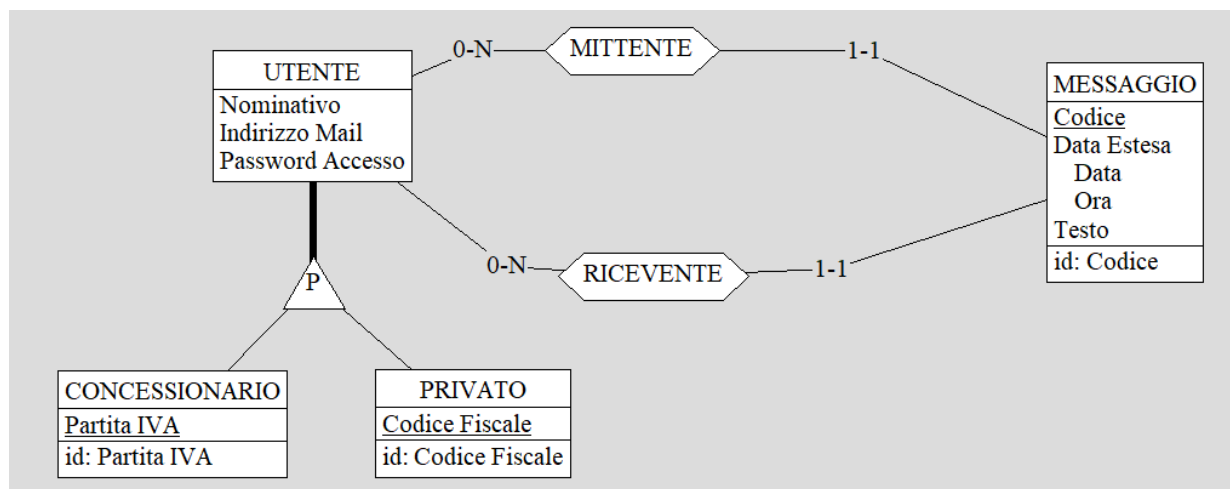 UTENTE
Nominativo
Indirizzo Mail
Password Accesso
0-N
MITTENTE
1-1
MESSAGGIO
Codice
Data Estesa
Data
Ora
Testo
id: Codice
0-N
RICEVENTE
1-1
P
CONCESSIONARIO
Partita IVA
id: Partita IVA
PRIVATO
Codice Fiscale
id: Codice Fiscale